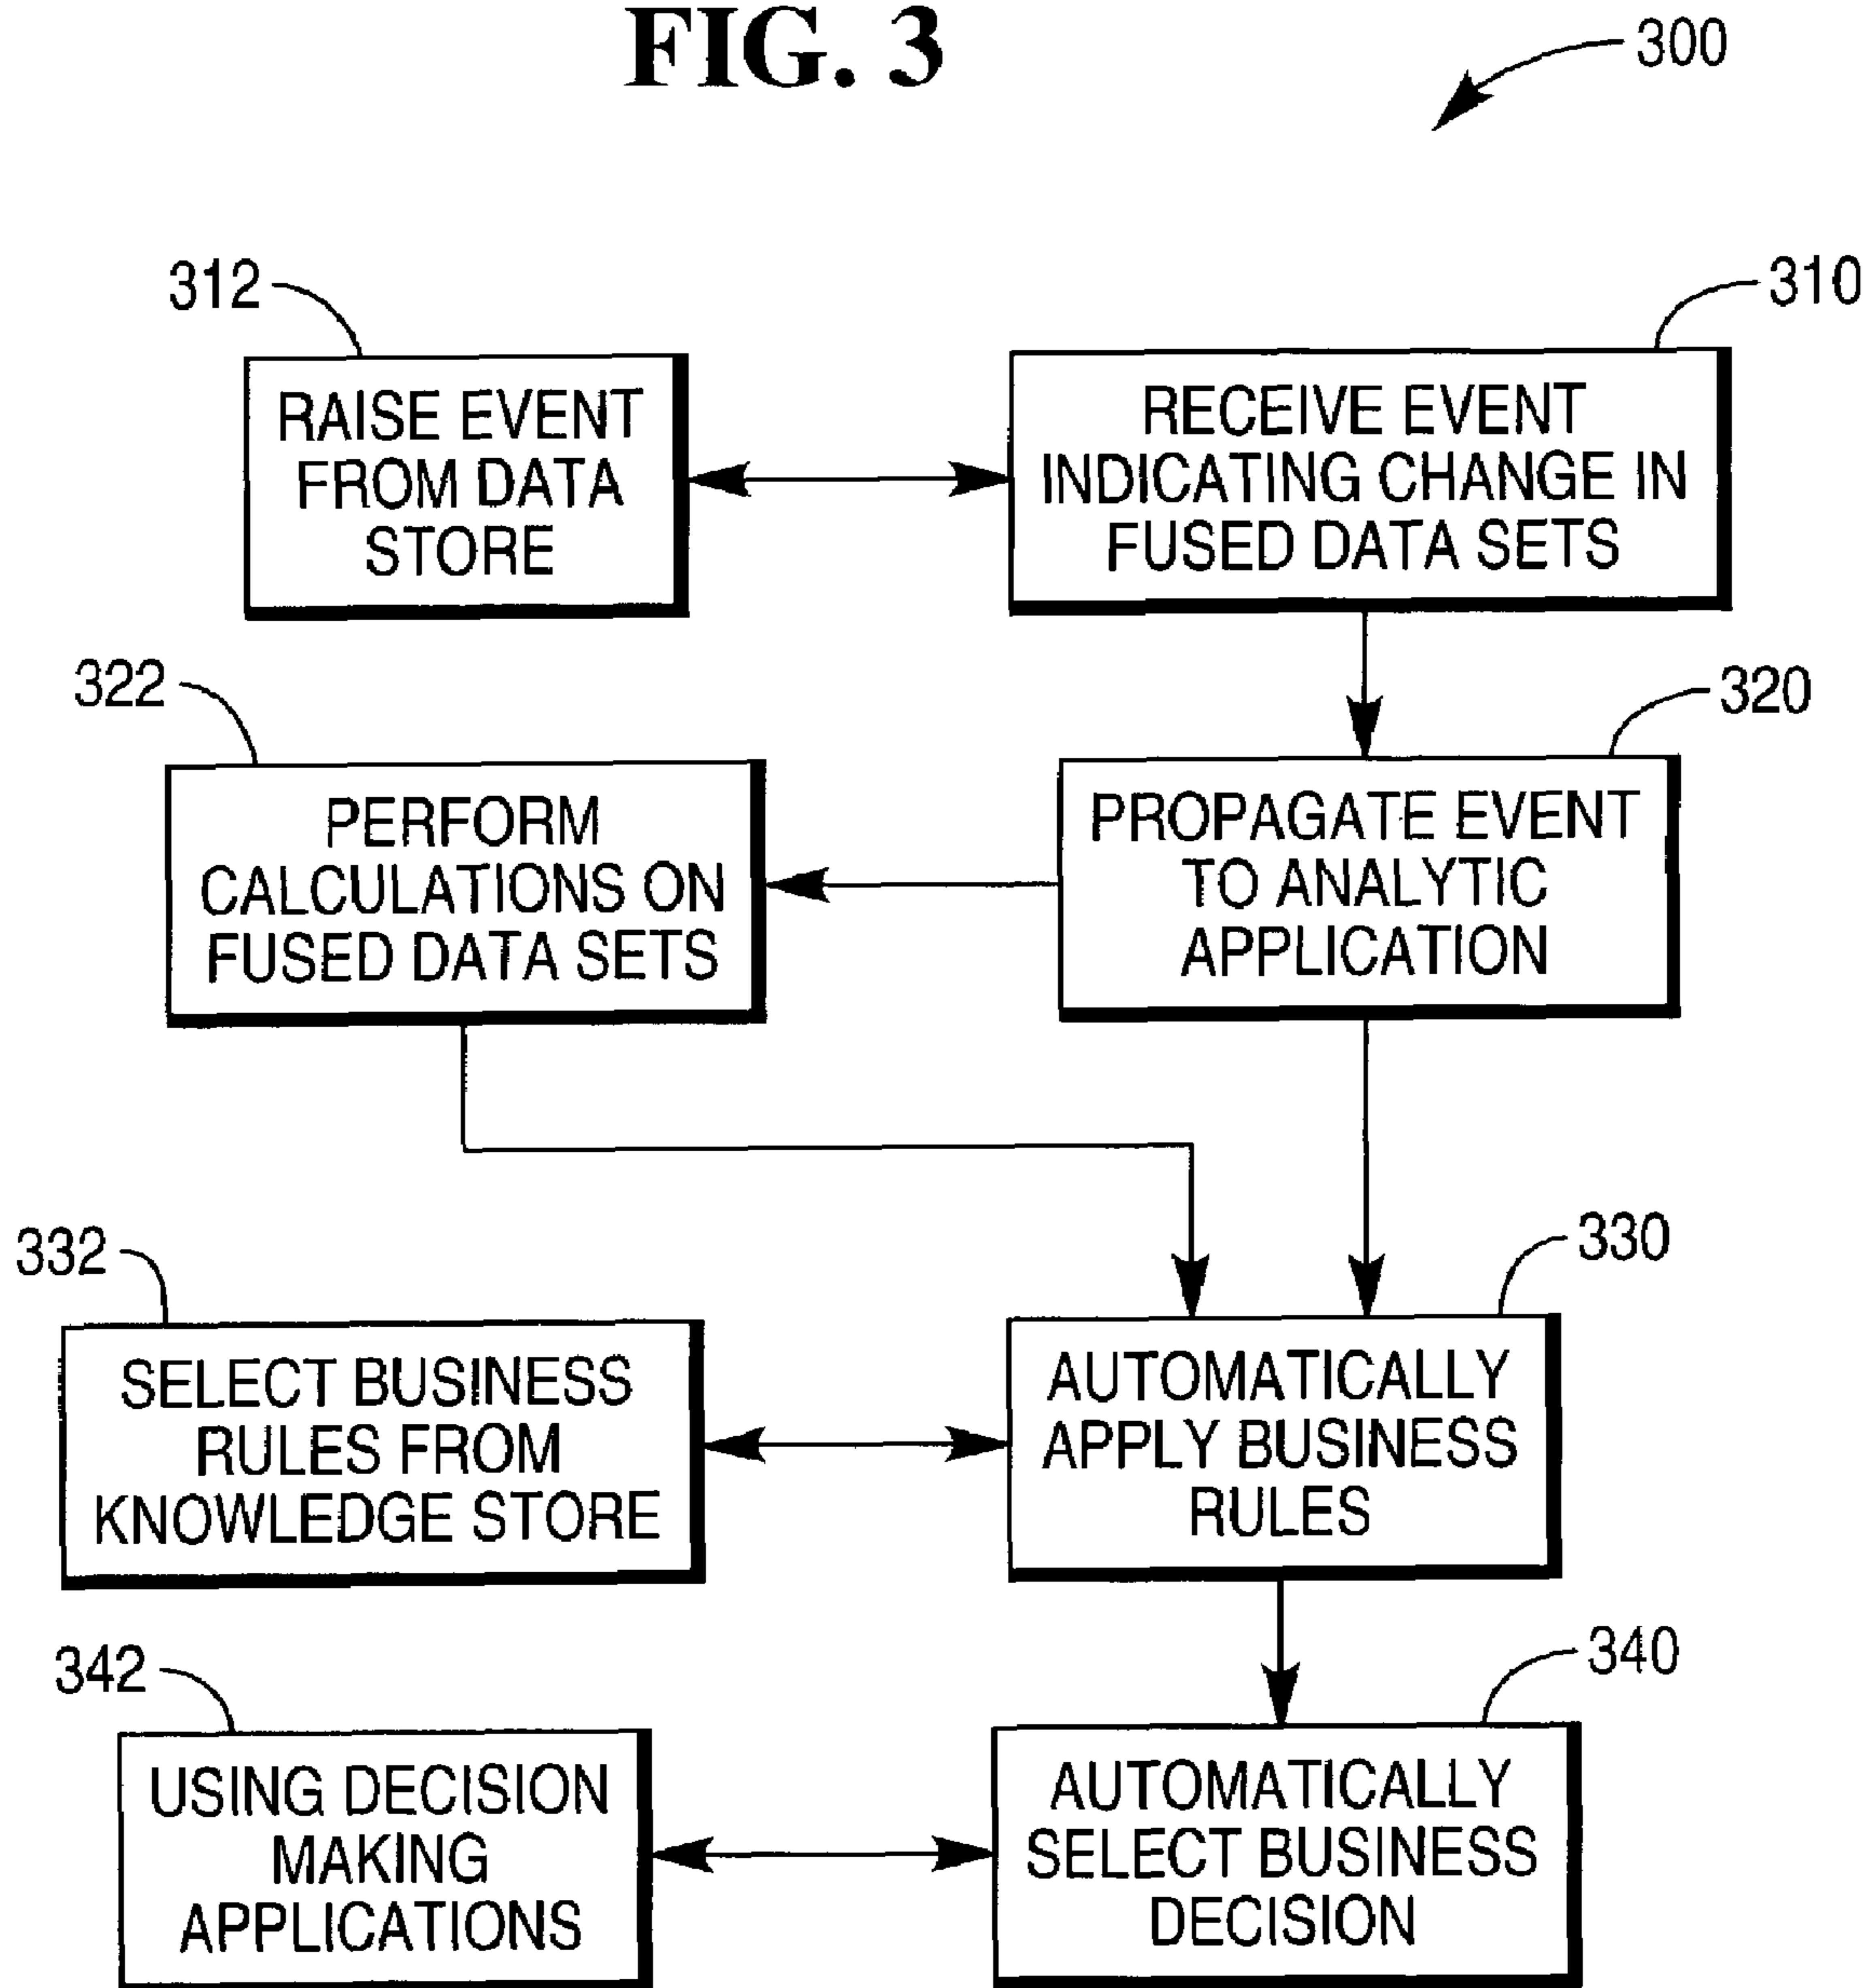 FIG. 3
300
312
310
RAISE EVENT
FROM DATA
STORE
RECEIVE EVENT
INDICATING CHANGE IN
FUSED DATA SETS
322
320
PERFORM
CALCULATIONS ON
FUSED DATA SETS
PROPAGATE EVENT
TO ANALYTIC
APPLICATION
332
330
SELECT BUSINESS
RULES FROM
KNOWLEDGE STORE
AUTOMATICALLY
APPLY BUSINESS
RULES
342
340
USING DECISION
MAKING
APPLICATIONS
AUTOMATICALLY
SELECT BUSINESS
DECISION